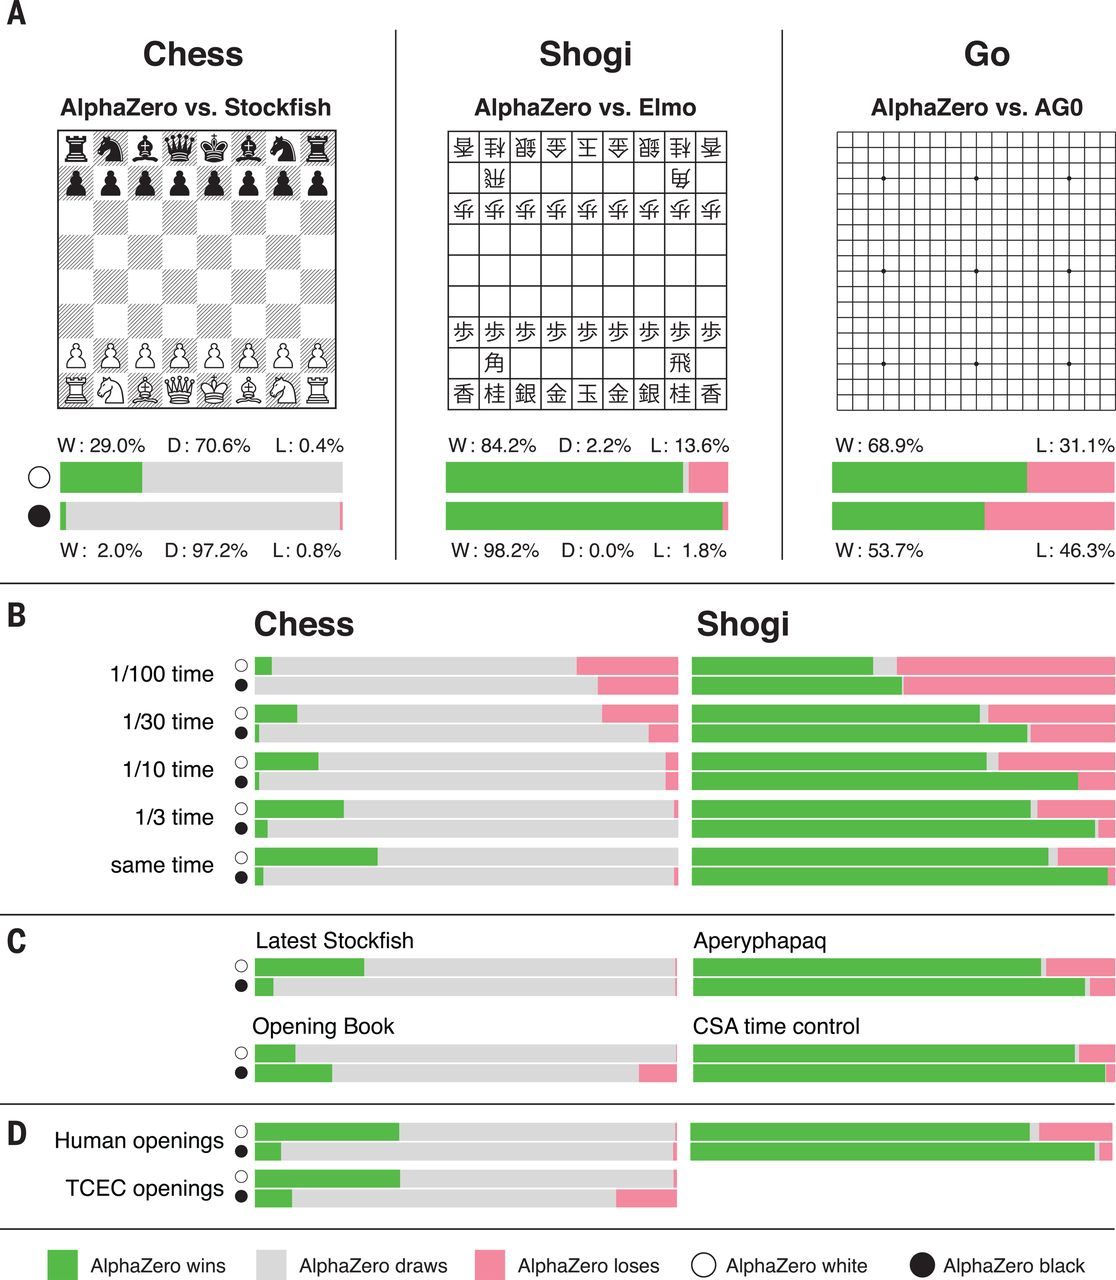 A
Chess
Shogi
Go
AlphaZero vs. Stockfish
AlphaZero vs. Elmo
AlphaZero vs. AG0
香 桂 銀 金 王 金 銀 桂 香
飛 角
歩 歩 歩 歩 歩 歩 歩 歩 歩
歩 歩 歩 歩 歩 歩 歩 歩 歩
角 飛
香 桂 銀 金 玉 金 銀 桂 香
W: 29.0% D: 70.6% L: 0.4%
W: 84.2% D: 2.2% L: 13.6%
W: 68.9% L: 31.1%
W: 2.0% D: 97.2% L: 0.8%
W: 98.2% D: 0.0% L: 1.8%
W: 53.7% L: 46.3%
B
Chess
Shogi
1/100 time
1/30 time
1/10 time
1/3 time
same time
C
Latest Stockfish
Aperyphapaq
Opening Book
CSA time control
D
Human openings
TCEC openings
AlphaZero wins
AlphaZero draws
AlphaZero loses
AlphaZero white
AlphaZero black